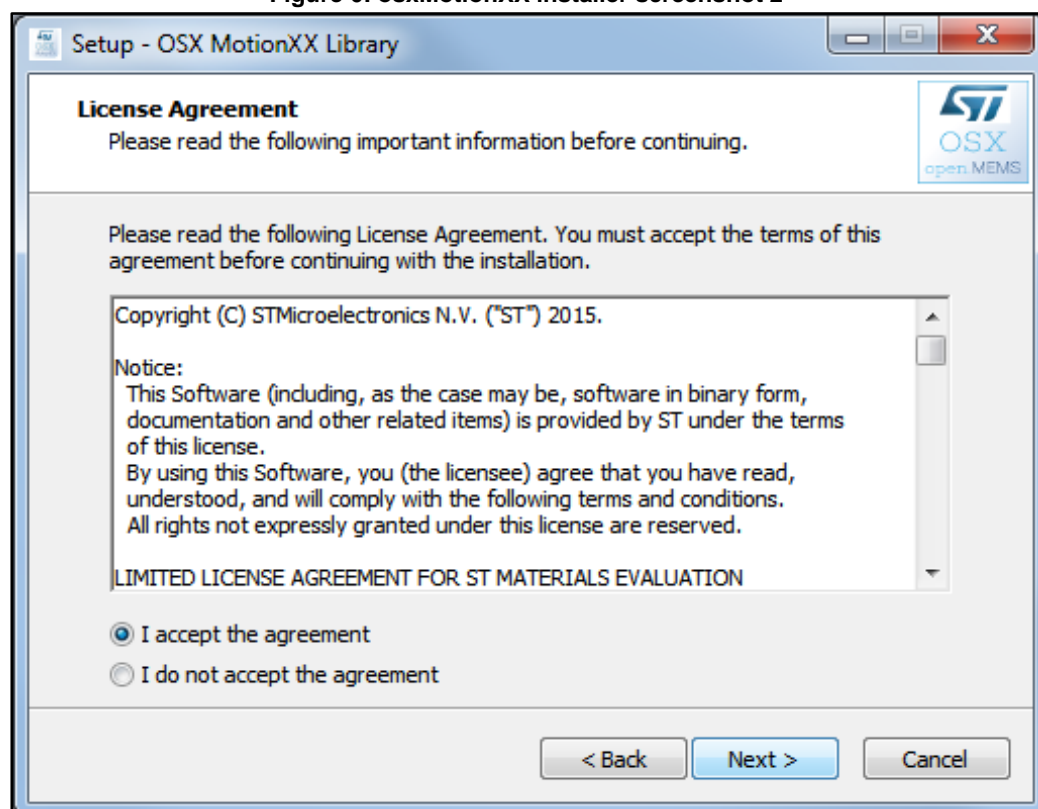 Setup - OSX MotionXX Library
License Agreement
Please read the following important information before continuing.
ST
OSX
open.MEMS
Please read the following License Agreement. You must accept the terms of this
agreement before continuing with the installation.
Copyright (C) STMicroelectronics N.V. ("ST") 2015.
Notice:
This Software (including, as the case may be, software in binary form,
documentation and other related items) is provided by ST under the terms
of this license.
By using this Software, you (the licensee) agree that you have read,
understood, and will comply with the following terms and conditions.
All rights not expressly granted under this license are reserved.
LIMITED LICENSE AGREEMENT FOR ST MATERIALS EVALUATION
I accept the agreement
I do not accept the agreement
< Back
Next >
Cancel